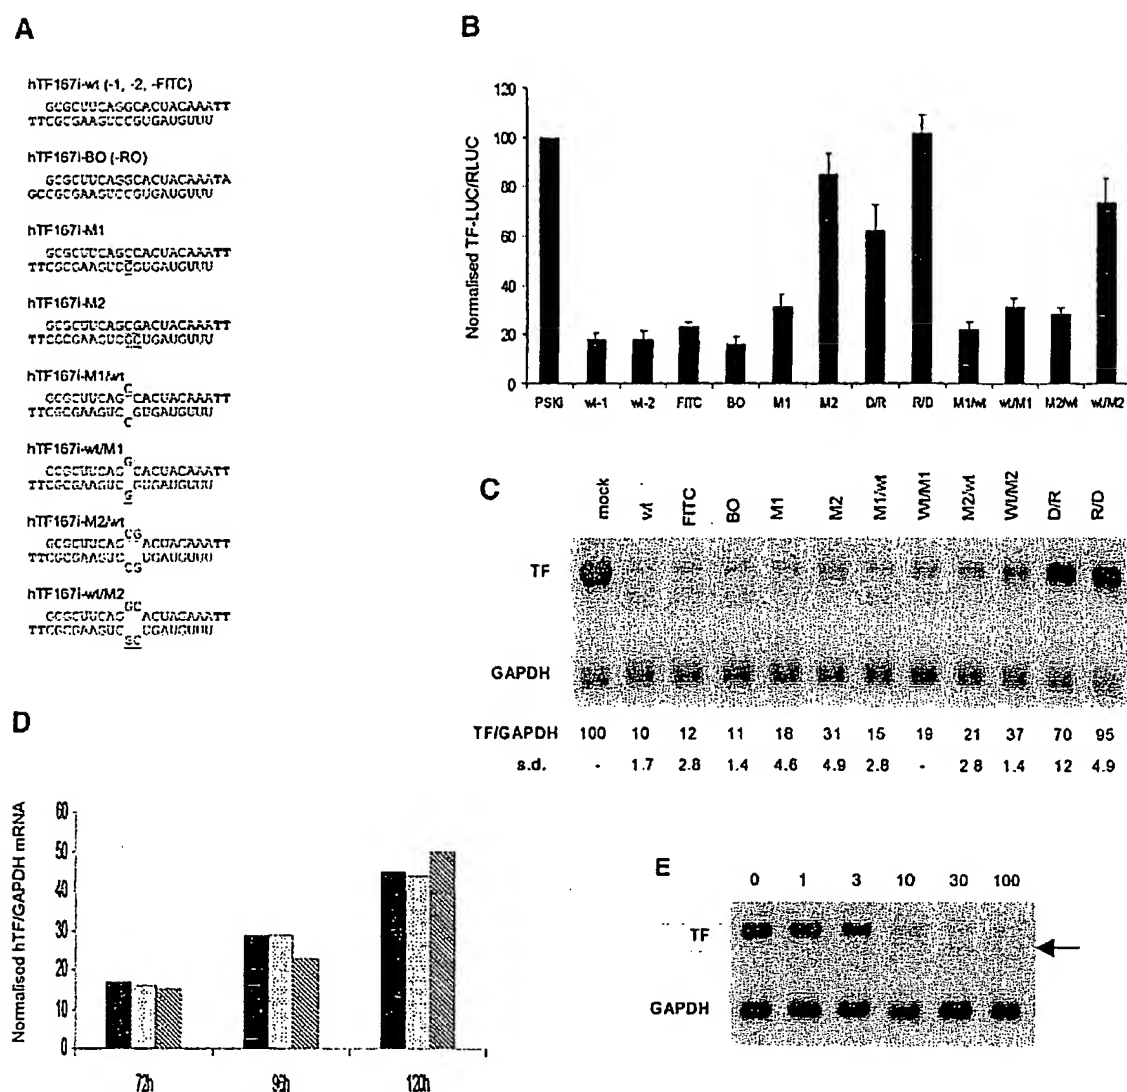 A
hTF167i-wt (-1, -2, -FITC)
GCGCUUCAGGCACUACAAATT
TTCGCGAAGUCCGUGAUGUUU
hTF167i-BO (-RO)
GCGCUUCAGGCACUACAAATA
GCCGCGAAGUCCGUGAUGUUU
hTF167i-M1
GCGCUUCAGCCACUACAAATT
hTF167i-M2
GCGCUUCAGCGACUACAAATT
hTF167i-M1/wt
hTF167i-wt/M1
hTF167i-M2/wt
hTF167i-wt/M2
B
Normalised TF-LUC/RLUC
120
100
80
60
40
20
0
PSKi wt-1 wt-2 FITC BO M1 M2 D/R R/D M1/wt wt/M1 M2/wt wt/M2
C
mock wt FITC BO M1 M2 M1/wt Wt/M1 M2/wt Wt/M2 D/R R/D
TF
GAPDH
TF/GAPDH 100 10 12 11 18 31 15 19 21 37 70 95
s.d. - 1.7 2.8 1.4 4.6 4.9 2.8 - 2.8 1.4 12 4.9
D
Normalised hTF/GAPDH mRNA
60
50
40
30
20
10
0
72h 96h 120h
E
0 1 3 10 30 100
TF
GAPDH